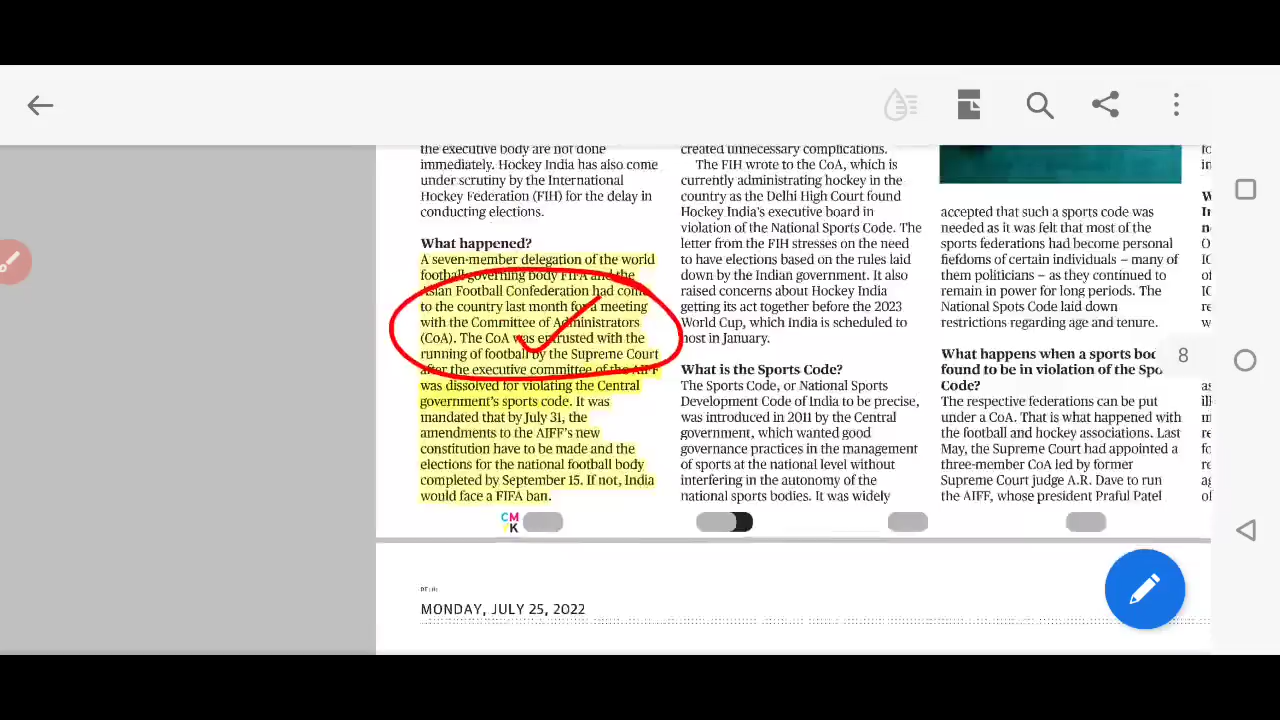 the executive body are not done
immediately. Hockey India has also come
under scrutiny by the International
Hockey Federation (FIH) for the delay in
conducting elections.
What happened?
A seven-member delegation of the world
football governing body FIFA and the
Asian Football Confederation had come
to the country last month for a meeting
with the Committee of Administrators
(CoA). The CoA was entrusted with the
running of football by the Supreme Court
after the executive committee of the AIFF
was dissolved for violating the Central
government's sports code. It was
mandated that by July 31, the
amendments to the AIFF's new
constitution have to be made and the
elections for the national football body
completed by September 15. If not, India
would face a FIFA ban.
created unnecessary complications.
The FIH wrote to the CoA, which is
currently administrating hockey in the
country as the Delhi High Court found
Hockey India's executive board in
violation of the National Sports Code. The
letter from the FIH stresses on the need
to have elections based on the rules laid
down by the Indian government. It also
raised concerns about Hockey India
getting its act together before the 2023
World Cup, which India is scheduled to
host in January.
What is the Sports Code?
The Sports Code, or National Sports
Development Code of India to be precise,
was introduced in 2011 by the Central
government, which wanted good
governance practices in the management
of sports at the national level without
interfering in the autonomy of the
national sports bodies. It was widely
accepted that such a sports code was
needed as it was felt that most of the
sports federations had become personal
fiefdoms of certain individuals – many of
them politicians – as they continued to
remain in power for long periods. The
National Spots Code laid down
restrictions regarding age and tenure.
What happens when a sports bod
found to be in violation of the Spo
Code?
The respective federations can be put
under a CoA. That is what happened with
the football and hockey associations. Last
May, the Supreme Court had appointed a
three-member CoA led by former
Supreme Court judge A.R. Dave to run
the AIFF, whose president Praful Patel
8
CM
YK
DELHI
MONDAY, JULY 25, 2022